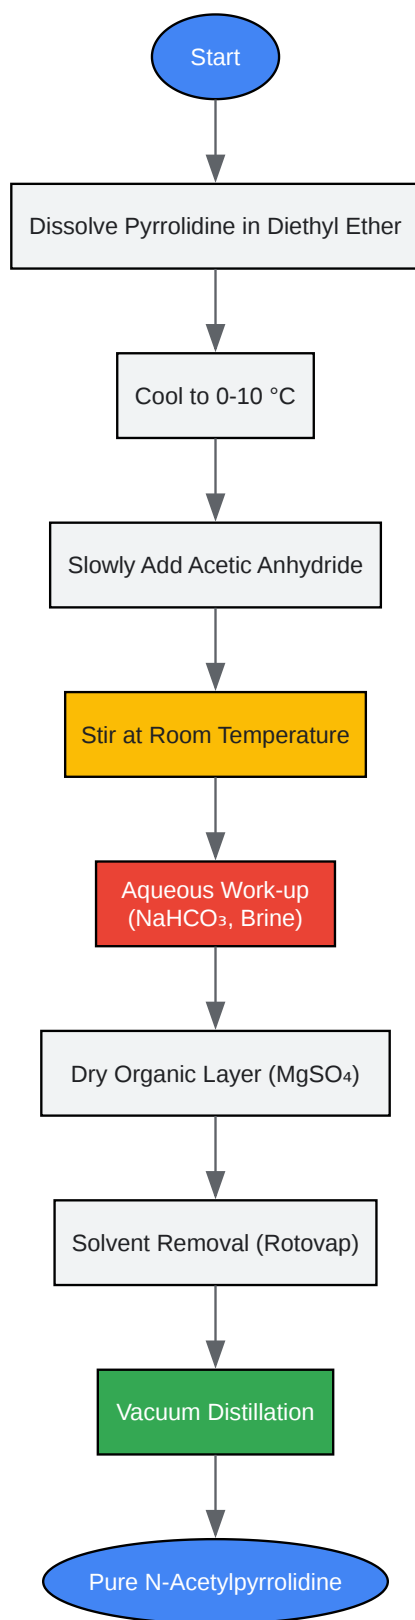 Start
Dissolve Pyrrolidine in Diethyl Ether
Cool to 0-10 °C
Slowly Add Acetic Anhydride
Stir at Room Temperature
Aqueous Work-up
(NaHCO₃, Brine)
Dry Organic Layer (MgSO₄)
Solvent Removal (Rotovap)
Vacuum Distillation
Pure N-Acetylpyrrolidine